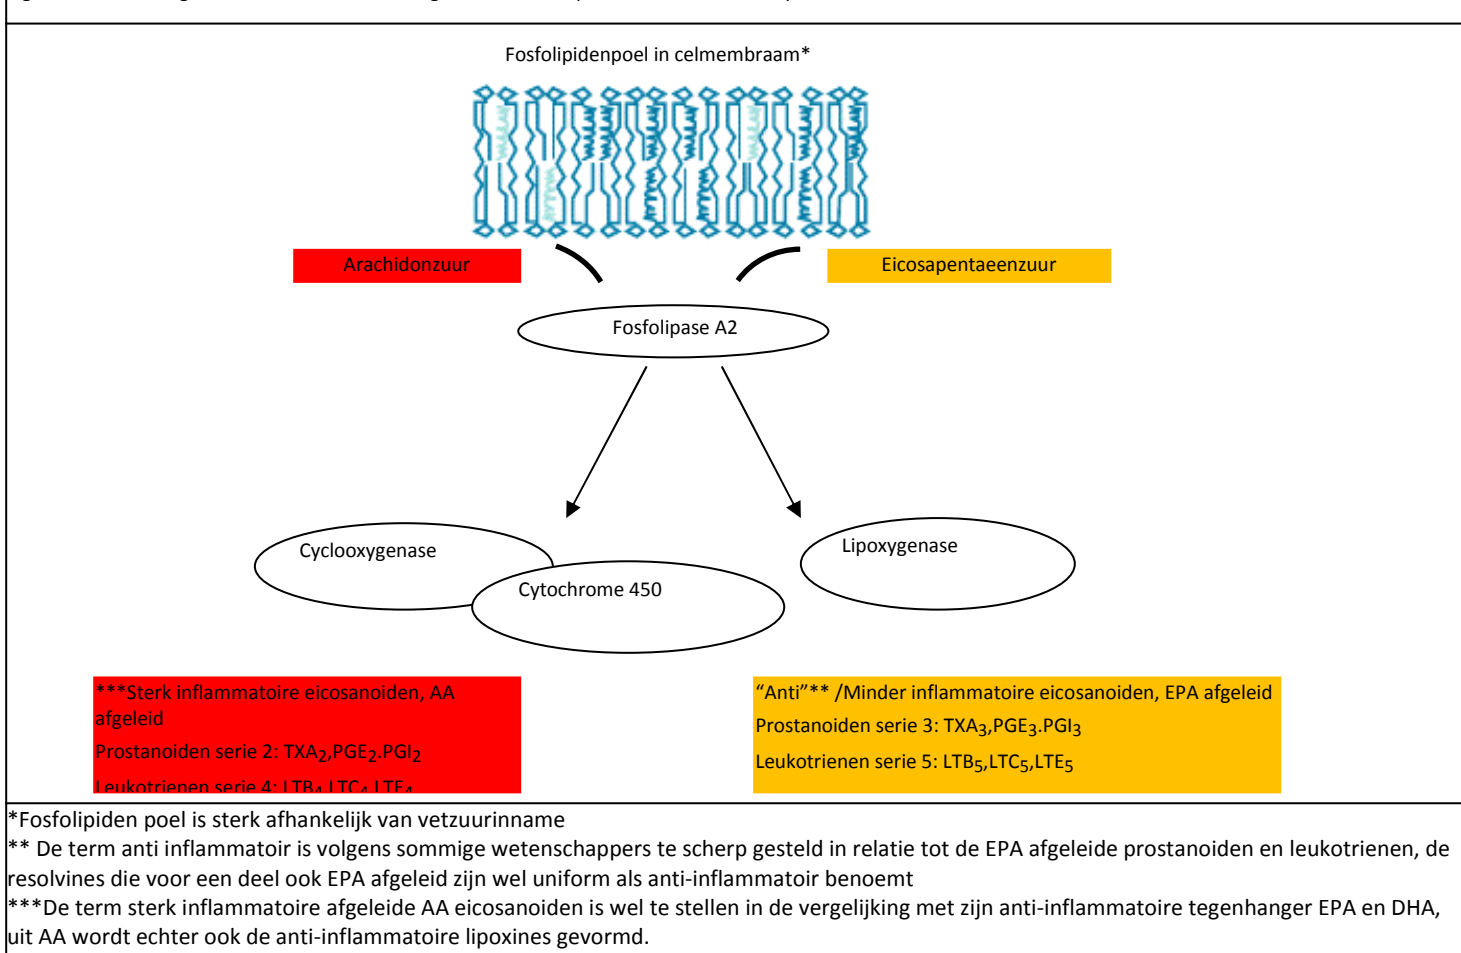 Fosfolipidenpoel in celmembraam*
Arachidonzuur
Eicosapentaeenzuur
Fosfolipase A2
Cyclooxygenase
Lipoxygenase
Cytochrome 450
***Sterk inflammatoire eicosanoiden, AA
afgeleid
Prostanoiden serie 2: TXA2,PGE2.PGI2
Leukotrienen serie 4: LTB4,LTC4,LTE4
“Anti”** /Minder inflammatoire eicosanoiden, EPA afgeleid
Prostanoiden serie 3: TXA3,PGE3.PGI3
Leukotrienen serie 5: LTB5,LTC5,LTE5
*Fosfolipiden poel is sterk afhankelijk van vetzuurinname
** De term anti inflammatoir is volgens sommige wetenschappers te scherp gesteld in relatie tot de EPA afgeleide prostanoiden en leukotrienen, de
resolvines die voor een deel ook EPA afgeleid zijn wel uniform als anti-inflammatoir benoemt
***De term sterk inflammatoire afgeleide AA eicosanoiden is wel te stellen in de vergelijking met zijn anti-inflammatoire tegenhanger EPA en DHA,
uit AA wordt echter ook de anti-inflammatoire lipoxines gevormd.